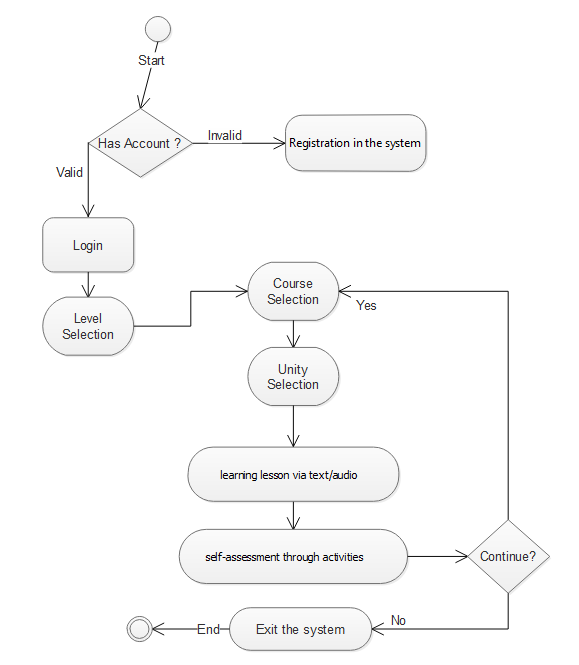 Start
Has Account ?
Invalid
Registration in the system
Valid
Login
Level
Selection
Course
Selection
Yes
Unity
Selection
learning lesson via text/audio
self-assessment through activities
Continue?
No
Exit the system
End